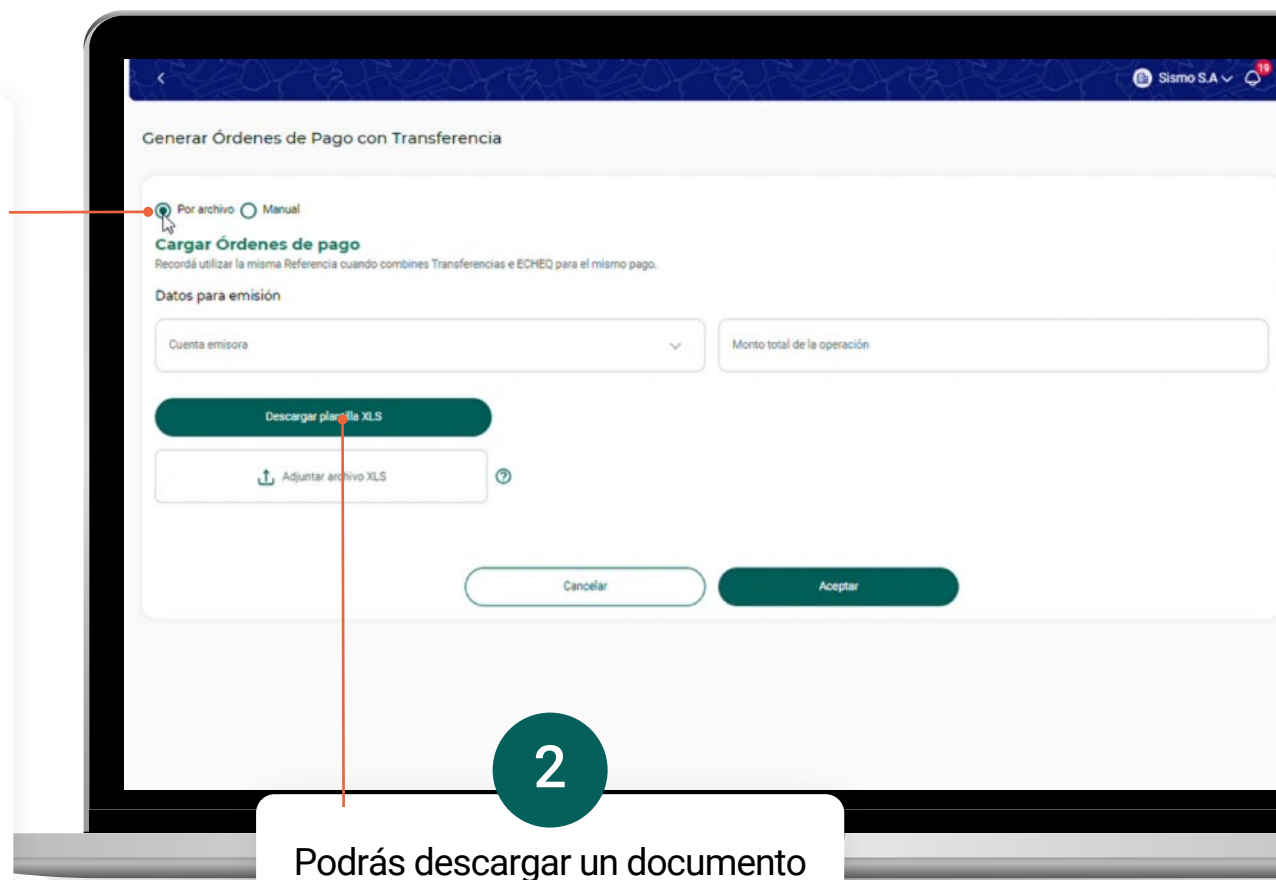 Sismo S.A
19
Generar Órdenes de Pago con Transferencia
Por archivo Manual
Cargar Órdenes de pago
Recordá utilizar la misma Referencia cuando combines Transferencias e ECHEQ para el mismo pago.
Datos para emisión
Cuenta emisora Monto total de la operación
Descargar plantilla XLS
Adjuntar archivo XLS
Cancelar Aceptar
2
Podrás descargar un documento